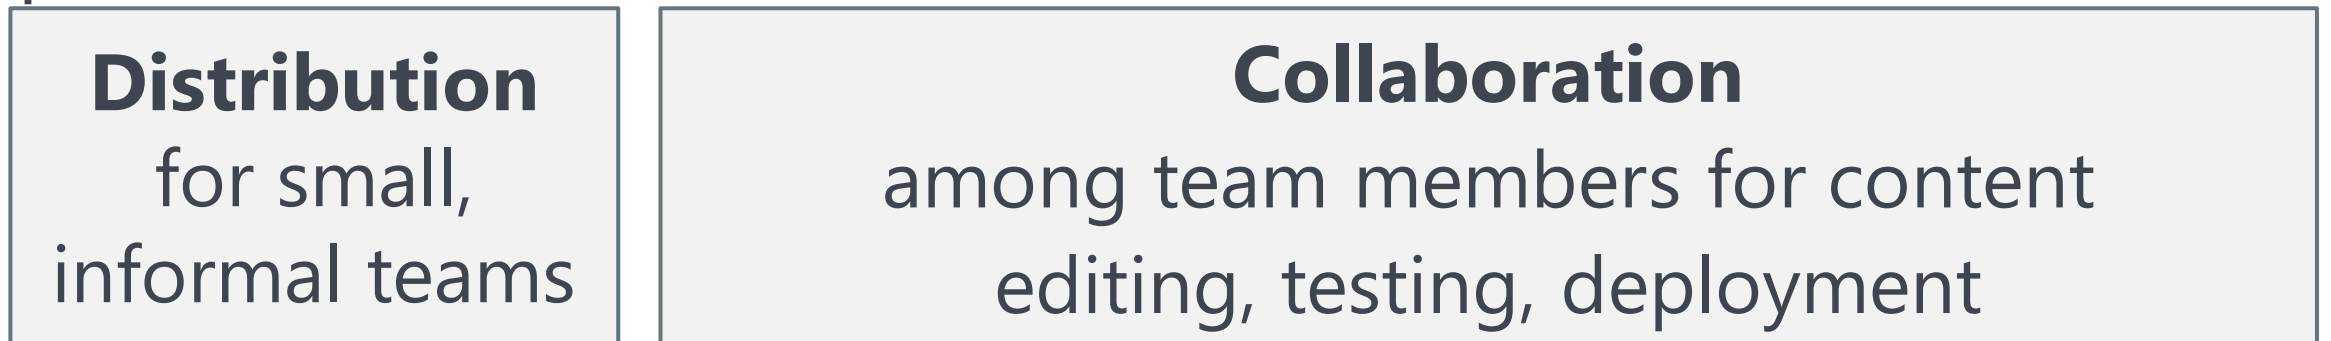 Distribution
for small,
informal teams
Collaboration
among team members for content
editing, testing, deployment